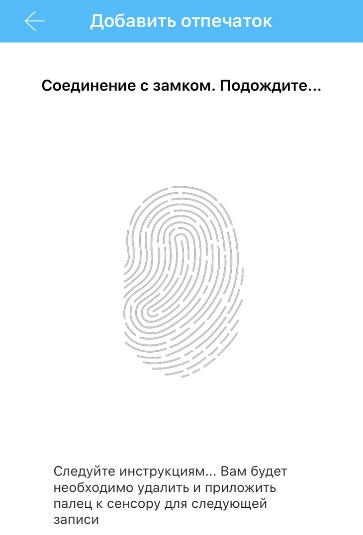 Добавить отпечаток
Соединение с замком. Подождите...
Следуйте инструкциям... Вам будет
необходимо удалить и приложить
палец к сенсору для следующей
записи